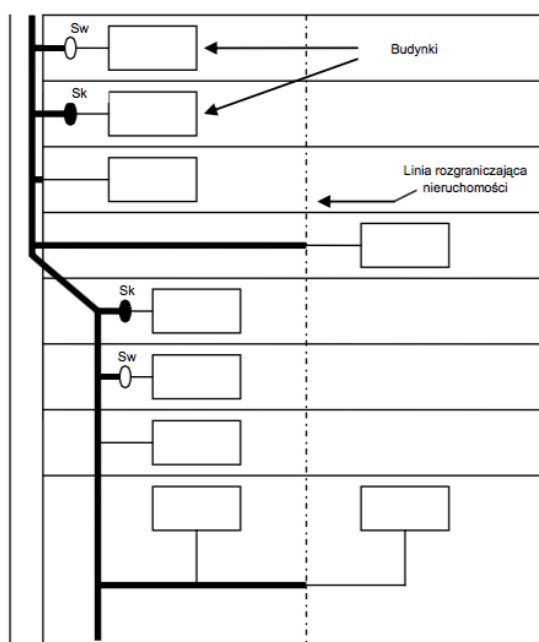 Sw
Budynki
Sk
Linia rozgraniczająca
nieruchomości
Sk
Sw